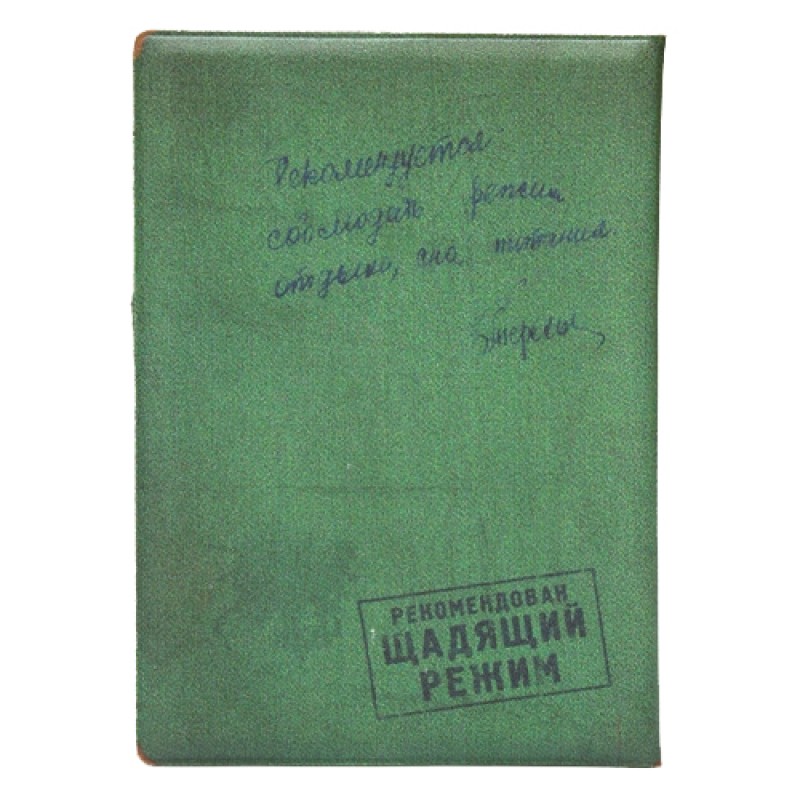 Рекомендуется
соблюдать режим
отдыха, сна, питания.
РЕКОМЕНДОВАН
ЩАДЯЩИЙ
РЕЖИМ